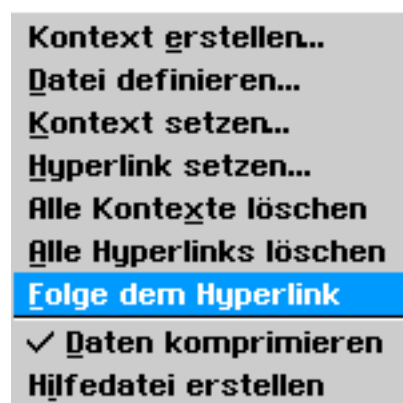 Kontext erstellen...
Datei definieren...
Kontext setzen...
Hyperlink setzen...
Alle Kontexte löschen
Alle Hyperlinks löschen
Folge dem Hyperlink
✓ Daten komprimieren
Hilfedatei erstellen